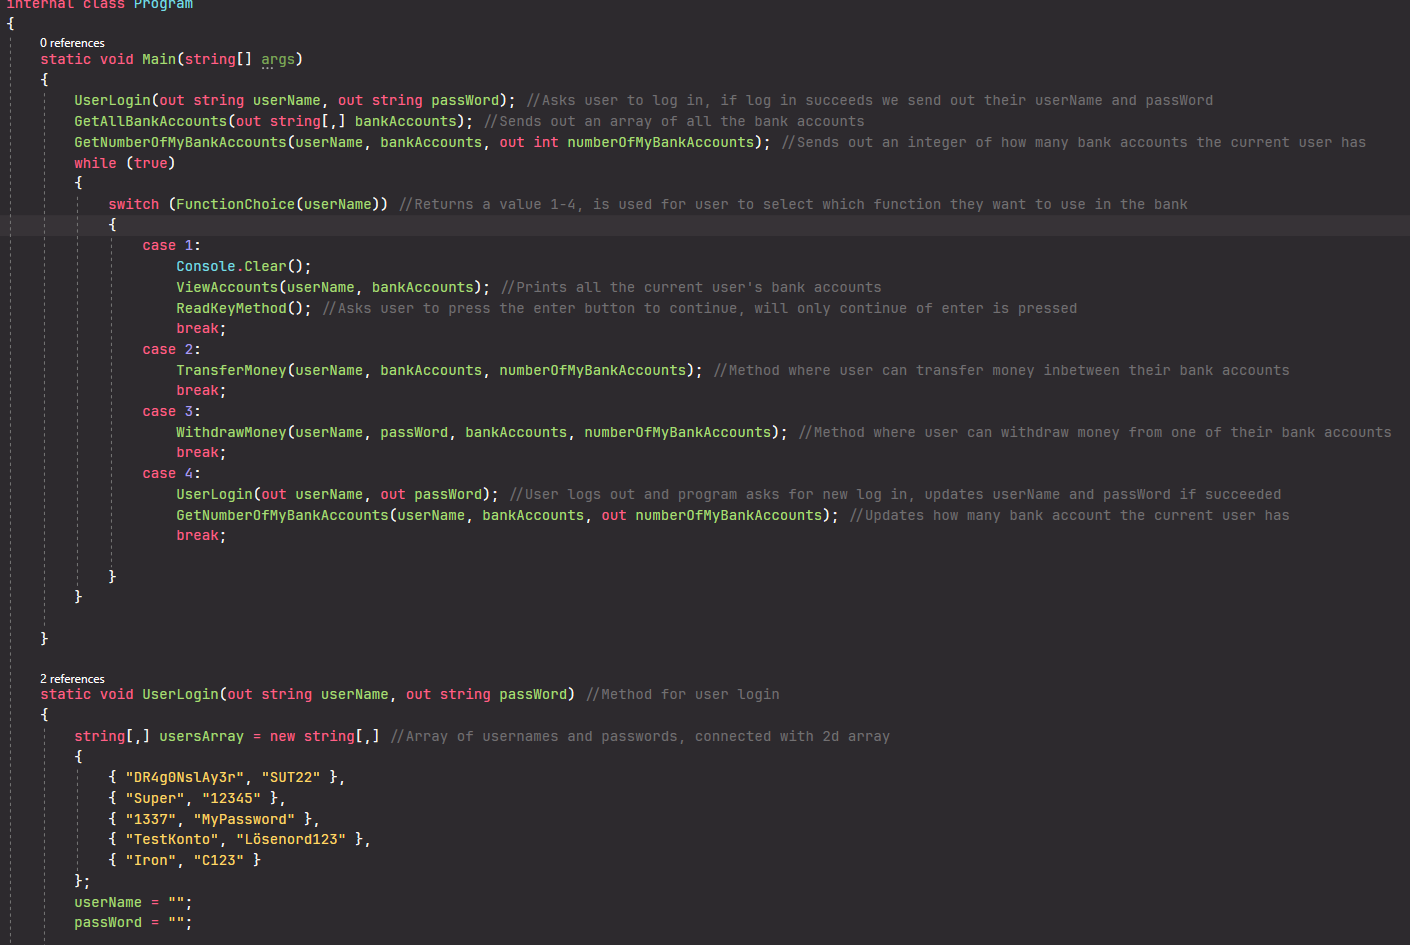 internal class Program
{
0 references
static void Main(string[] args)
{
UserLogin(out string userName, out string passWord); //Asks user to log in, if log in succeeds we send out their userName and passWord
GetAllBankAccounts(out string[,] bankAccounts); //Sends out an array of all the bank accounts
GetNumberOfMyBankAccounts(userName, bankAccounts, out int numberOfMyBankAccounts); //Sends out an integer of how many bank accounts the current user has
while (true)
{
switch (FunctionChoice(userName)) //Returns a value 1-4, is used for user to select which function they want to use in the bank
{
case 1:
Console.Clear();
ViewAccounts(userName, bankAccounts); //Prints all the current user's bank accounts
ReadKeyMethod(); //Asks user to press the enter button to continue, will only continue of enter is pressed
break;
case 2:
TransferMoney(userName, bankAccounts, numberOfMyBankAccounts); //Method where user can transfer money inbetween their bank accounts
break;
case 3:
WithdrawMoney(userName, passWord, bankAccounts, numberOfMyBankAccounts); //Method where user can withdraw money from one of their bank accounts
break;
case 4:
UserLogin(out userName, out passWord); //User logs out and program asks for new log in, updates userName and passWord if succeeded
GetNumberOfMyBankAccounts(userName, bankAccounts, out numberOfMyBankAccounts); //Updates how many bank account the current user has
break;
}
}
}
2 references
static void UserLogin(out string userName, out string passWord) //Method for user login
{
string[,] usersArray = new string[,] //Array of usernames and passwords, connected with 2d array
{
{ "DR4g0NslAy3r", "SUT22" },
{ "Super", "12345" },
{ "1337", "MyPassword" },
{ "TestKonto", "Lösenord123" },
{ "Iron", "C123" }
};
userName = "";
passWord = "";